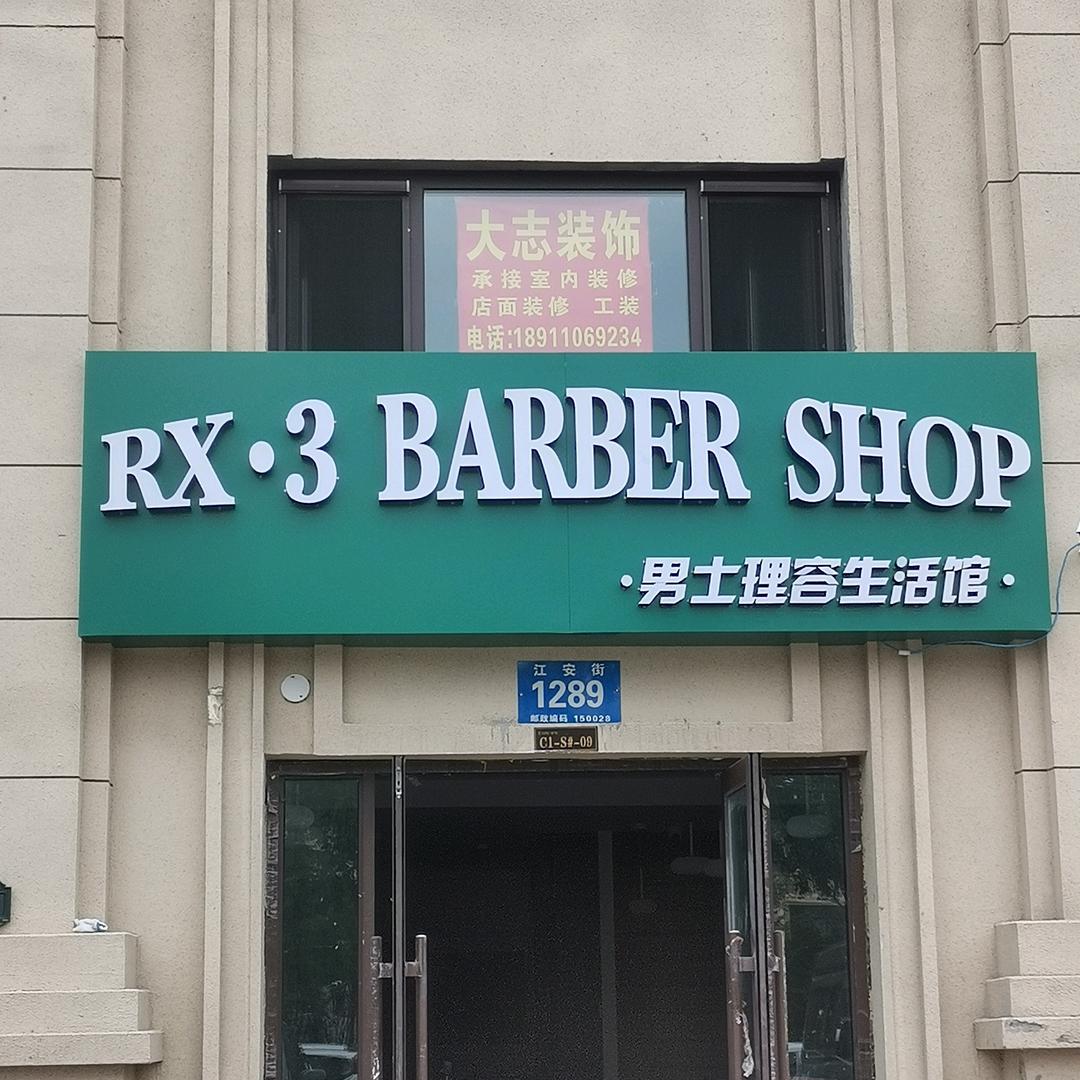 大志装饰
承接室内装修
店面装修 工装
电话:18911069234
RX·3 BARBER SHOP
·男士理容生活馆·
江安街
1289
邮政编码 150028
C1-S#-09